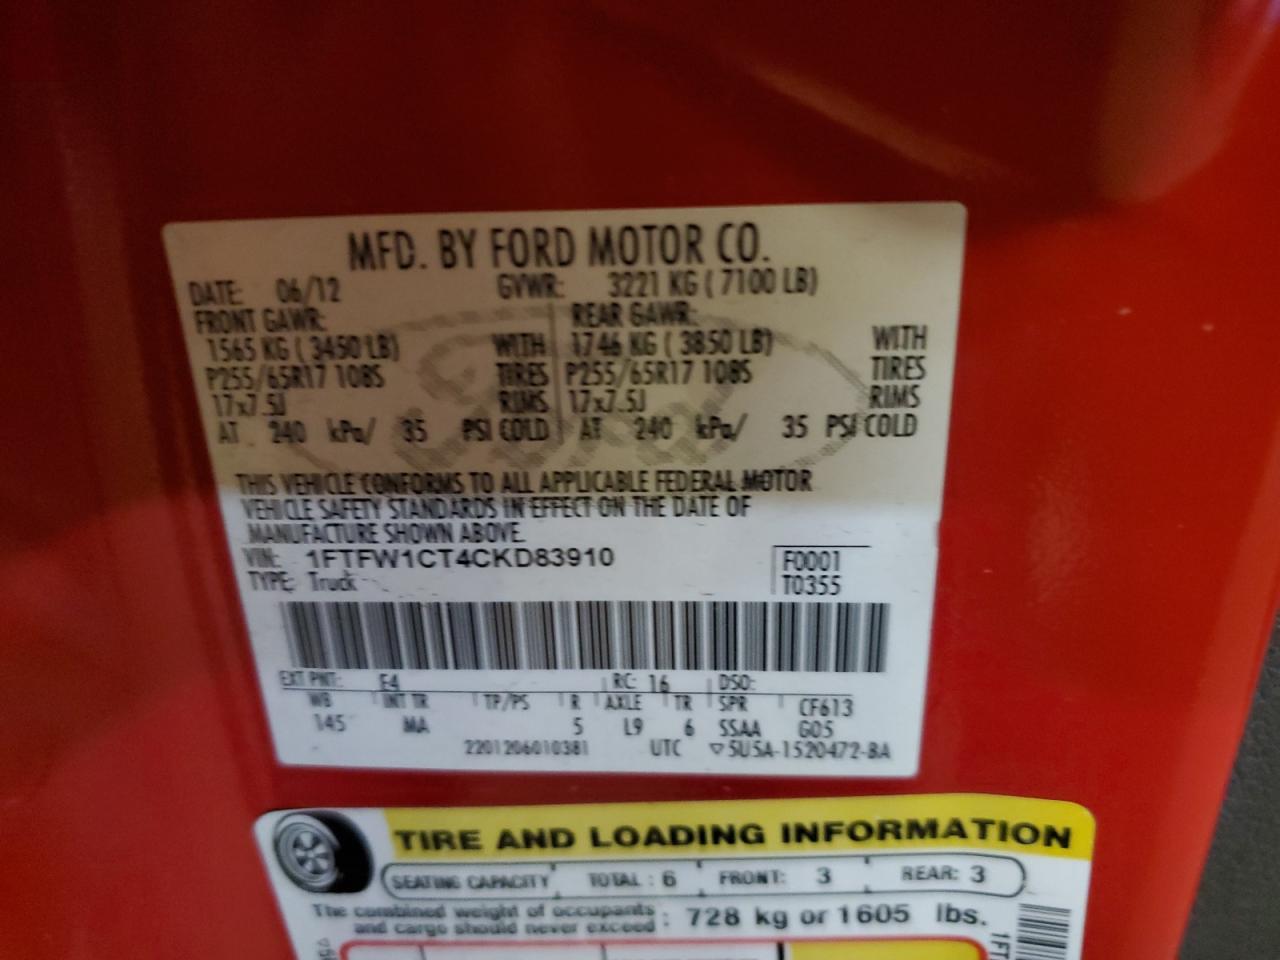 MFD. BY FORD MOTOR CO.
DATE: 06/12 GVWR: 3221 KG ( 7100 LB)
FRONT GAWR: REAR GAWR:
1565 KG ( 3450 LB) WITH 1746 KG ( 3850 LB) WITH
P255/65R17 108S TIRES P255/65R17 108S TIRES
17x7.5J RIMS 17x7.5J RIMS
AT 240 kPa/ 35 PSI COLD AT 240 kPa/ 35 PSI COLD
THIS VEHICLE CONFORMS TO ALL APPLICABLE FEDERAL MOTOR
VEHICLE SAFETY STANDARDS IN EFFECT ON THE DATE OF
MANUFACTURE SHOWN ABOVE.
VIN: 1FTFW1CT4CKD83910 F0001
TYPE: Truck T0355
EXT PNT: E4 RC: 16 DSO:
WB INT TR TP/PS R AXLE TR SPR CF613
145 MA 5 L9 6 SSAA G05
2201206010381 UTC ▽5U5A-1520472-BA
TIRE AND LOADING INFORMATION
SEATING CAPACITY TOTAL : 6 FRONT: 3 REAR: 3
The combined weight of occupants
and cargo should never exceed : 728 kg or 1605 lbs.
1FT